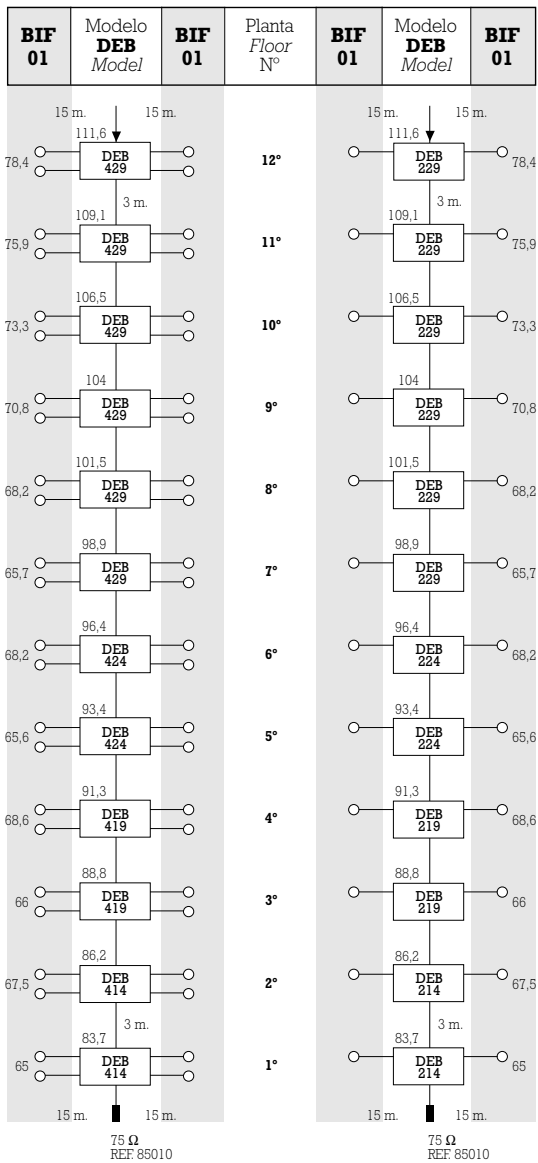 BIF 01 Modelo DEB Model BIF 01 Planta Floor Nº BIF 01 Modelo DEB Model BIF 01
15 m. 15 m. 15 m. 15 m.
111,6 111,6
78,4 DEB 429 12º DEB 229 78,4
3 m. 3 m.
109,1 109,1
75,9 DEB 429 11º DEB 229 75,9
106,5 106,5
73,3 DEB 429 10º DEB 229 73,3
104 104
70,8 DEB 429 9º DEB 229 70,8
101,5 101,5
68,2 DEB 429 8º DEB 229 68,2
98,9 98,9
65,7 DEB 429 7º DEB 229 65,7
96,4 96,4
68,2 DEB 424 6º DEB 224 68,2
93,4 93,4
65,6 DEB 424 5º DEB 224 65,6
91,3 91,3
68,6 DEB 419 4º DEB 219 68,6
88,8 88,8
66 DEB 419 3º DEB 219 66
86,2 86,2
67,5 DEB 414 2º DEB 214 67,5
3 m. 3 m.
83,7 83,7
65 DEB 414 1º DEB 214 65
15 m. 15 m. 15 m. 15 m.
75 Ω 75 Ω
REF. 85010 REF. 85010